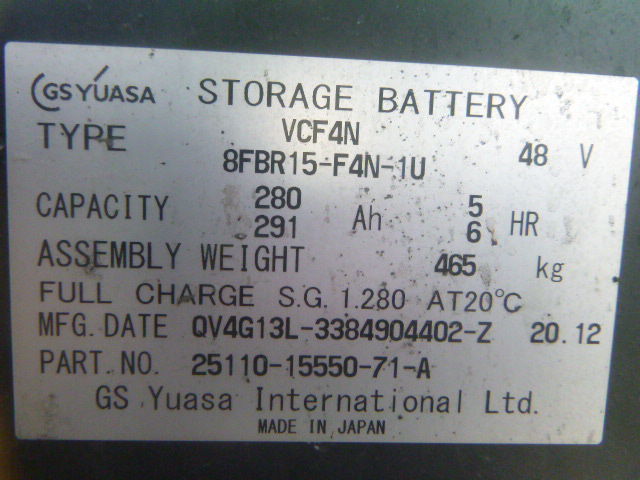 GS YUASA STORAGE BATTERY
TYPE VCF4N
8FBR15-F4N-1U 48 V
CAPACITY 280 Ah 5 HR
291 6
ASSEMBLY WEIGHT 465 kg
FULL CHARGE S.G. 1.280 AT20°C
MFG.DATE QV4G13L-3384904402-Z 20.12
PART.NO. 25110-15550-71-A
GS Yuasa International Ltd.
MADE IN JAPAN